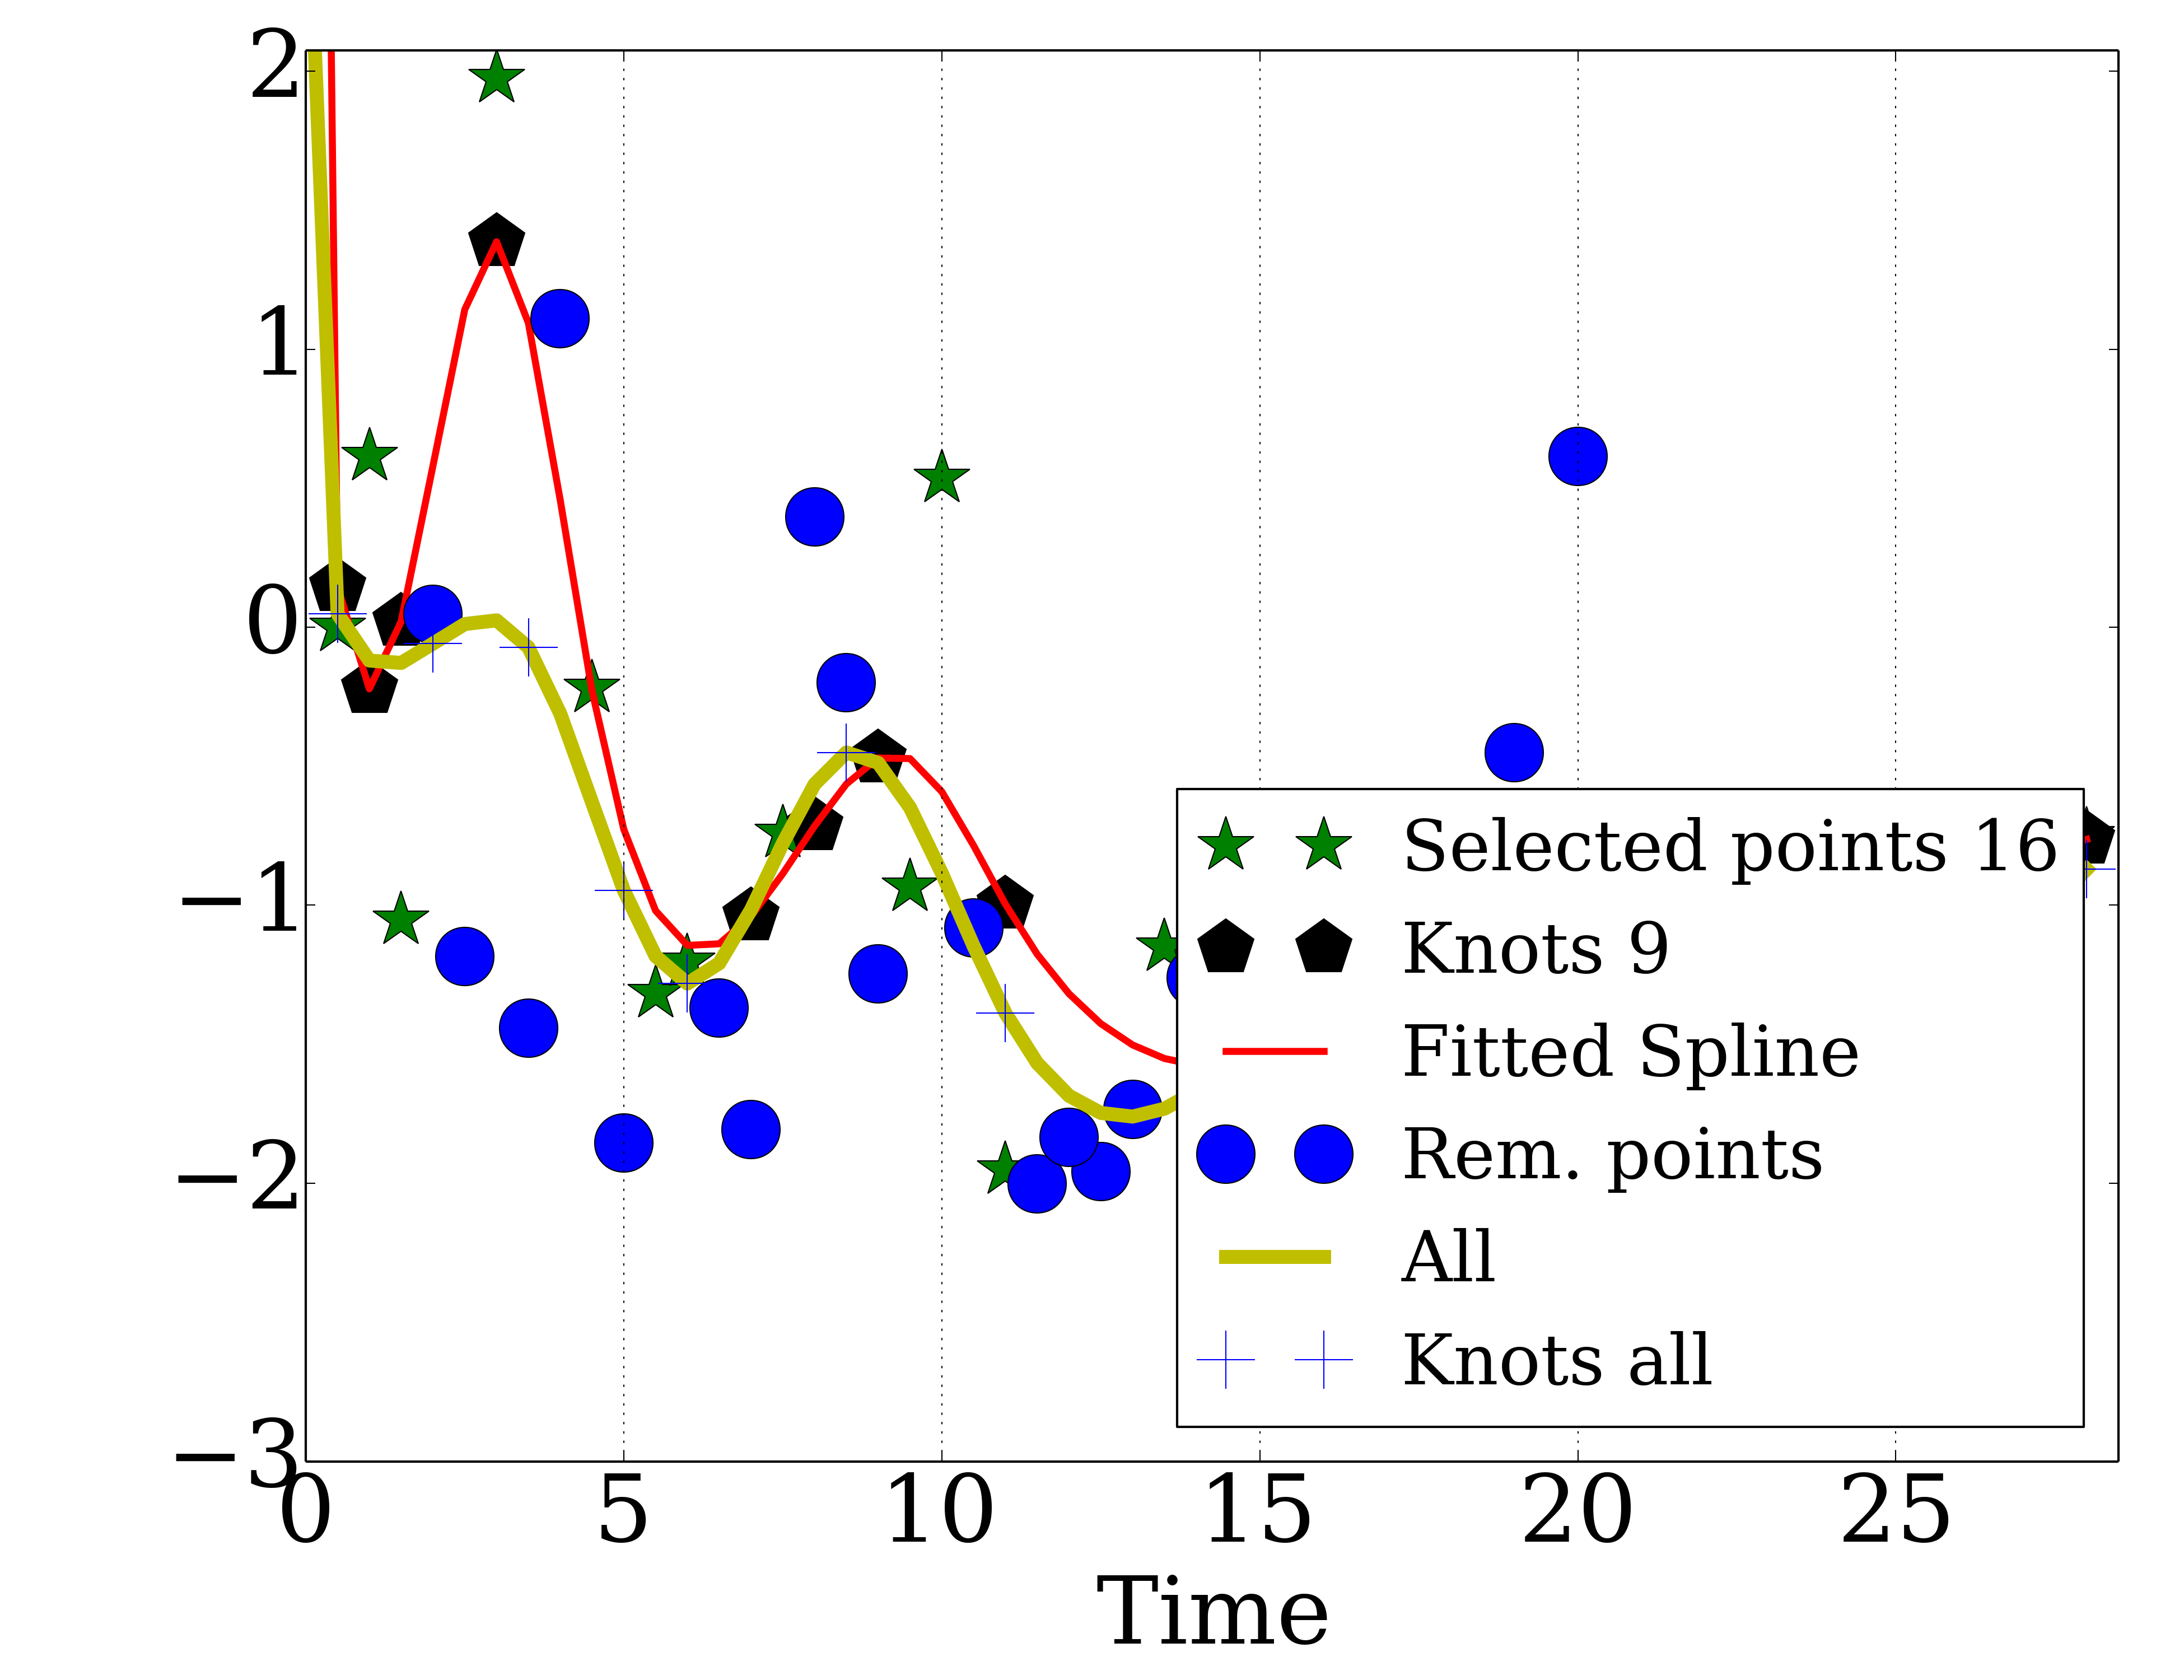 2
1
0
−1
−2
−3
0 5 10 15 20 25
Time
Selected points 16
Knots 9
Fitted Spline
Rem. points
All
Knots all